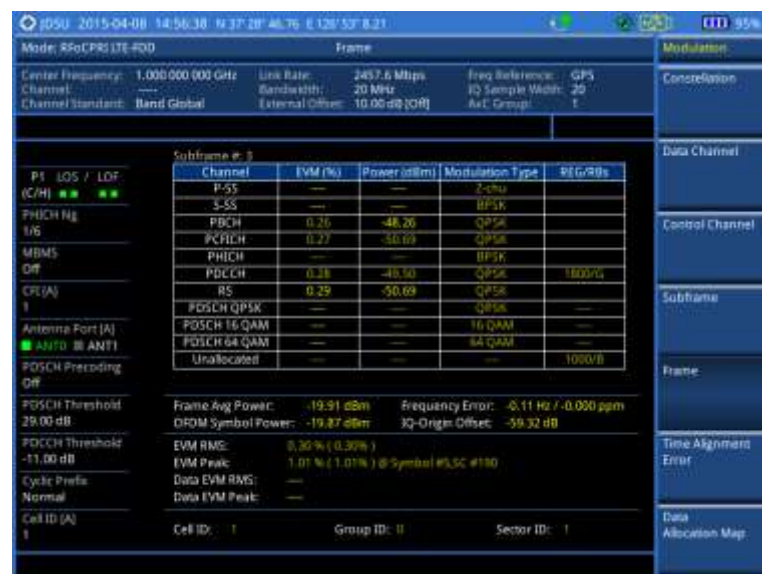 JDSU 2015-04-08 14:56:38 N 37° 28' 46.76 E 126° 53' 8.21 95%
Mode: RFoCPRI LTE-FDD Frame Modulation
Center Frequency: 1.000 000 000 GHz Link Rate: 2457.6 Mbps Freq Reference: GPS
Channel: ---- Bandwidth: 20 MHz IQ Sample Width: 20
Channel Standard: Band Global External Offset: 10.00 dB [Off] AxC Group: 1
Constellation
Data Channel
Control Channel
Subframe
Frame
Time Alignment Error
Data Allocation Map
P1 LOS / LOF
(C/H)
PHICH Ng
1/6
MBMS
Off
CFI [A]
1
Antenna Port [A]
ANT0 ANT1
PDSCH Precoding
Off
PDSCH Threshold
29.00 dB
PDCCH Threshold
-11.00 dB
Cyclic Prefix
Normal
Cell ID [A]
1
Subframe #: 3
Channel EVM (%) Power (dBm) Modulation Type REG/RBs
P-SS ---- ---- Z-chu
S-SS ---- ---- BPSK
PBCH 0.26 -48.26 QPSK
PCFICH 0.27 -50.69 QPSK
PHICH BPSK
PDCCH 0.28 -49.50 QPSK 1800/G
RS 0.29 -50.69 QPSK
PDSCH QPSK ---- ---- QPSK ----
PDSCH 16 QAM ---- ---- 16 QAM ----
PDSCH 64 QAM ---- ---- 64 QAM ----
Unallocated ---- ---- ---- 1000/B
Frame Avg Power: -19.91 dBm Frequency Error: -0.11 Hz / -0.000 ppm
OFDM Symbol Power: -19.87 dBm IQ-Origin Offset: -59.32 dB
EVM RMS: 0.30 % ( 0.30% )
EVM Peak: 1.01 % ( 1.01% ) @ Symbol #5,SC #100
Data EVM RMS: ----
Data EVM Peak: ----
Cell ID: 1 Group ID: 0 Sector ID: 1